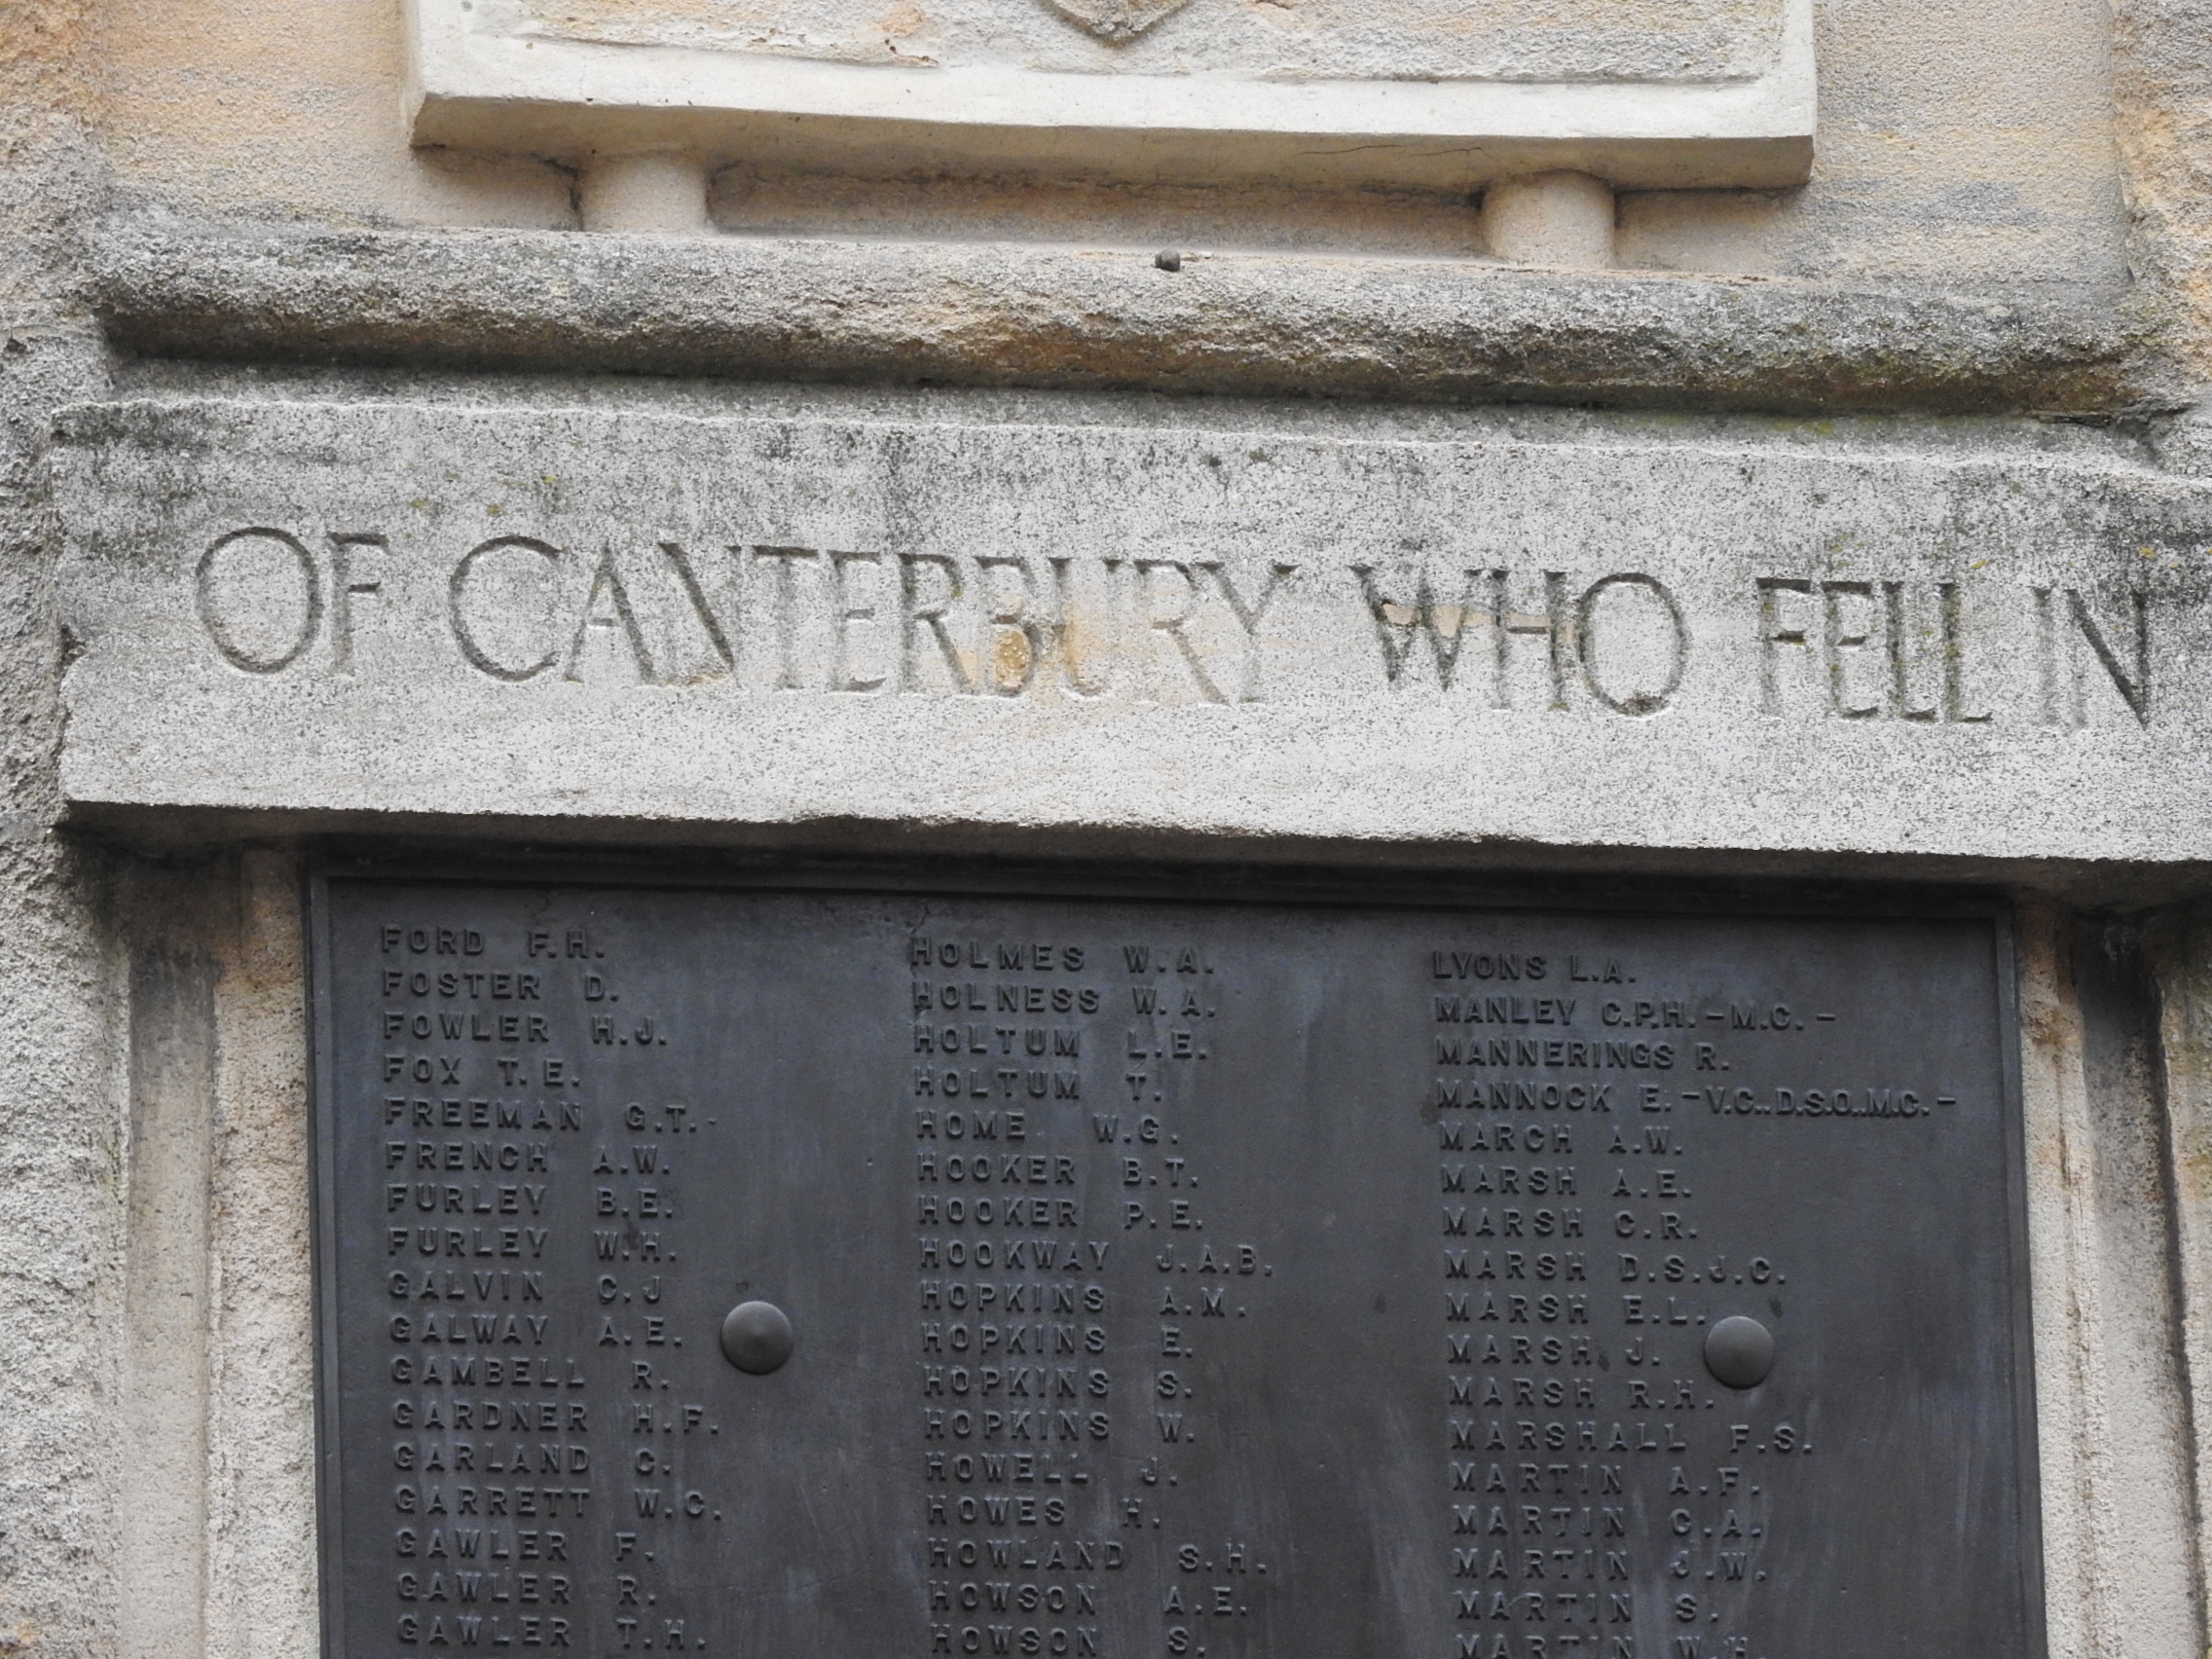 OF CANTERBURY WHO FELL IN
FORD F.H.
FOSTER D.
FOWLER H.J.
FOX T.E.
FREEMAN G.T.
FRENCH A.W.
FURLEY B.E.
FURLEY W.H.
GALVIN C.J
GALWAY A.E.
GAMBELL R.
GARDNER H.F.
GARLAND C.
GARRETT W.C.
GAWLER F.
GAWLER R.
GAWLER T.H.
HOLMES W.A.
HOLNESS W.A.
HOLTUM L.E.
HOLTUM T.
HOME W.G.
HOOKER B.T.
HOOKER P.E.
HOOKWAY J.A.B.
HOPKINS A.M.
HOPKINS E.
HOPKINS S.
HOPKINS W.
HOWELL J.
HOWES H.
HOWLAND S.H.
HOWSON A.E.
HOWSON S.
LYONS L.A.
MANLEY C.P.H.-M.C.-
MANNERINGS R.
MANNOCK E.-V.C.,D.S.O.,M.C.-
MARCH A.W.
MARSH A.E.
MARSH C.R.
MARSH D.S.J.C.
MARSH E.L.
MARSH J.
MARSH R.H.
MARSHALL F.S.
MARTIN A.F.
MARTIN C.A.
MARTIN J.W.
MARTIN S.
MARTIN W.H.